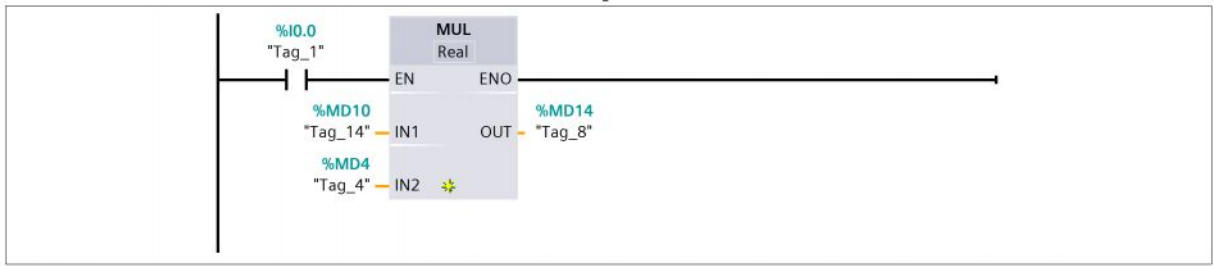 %I0.0
"Tag_1"
MUL
Real
EN ENO
%MD10
"Tag_14" IN1
OUT
%MD14
"Tag_8"
%MD4
"Tag_4" IN2